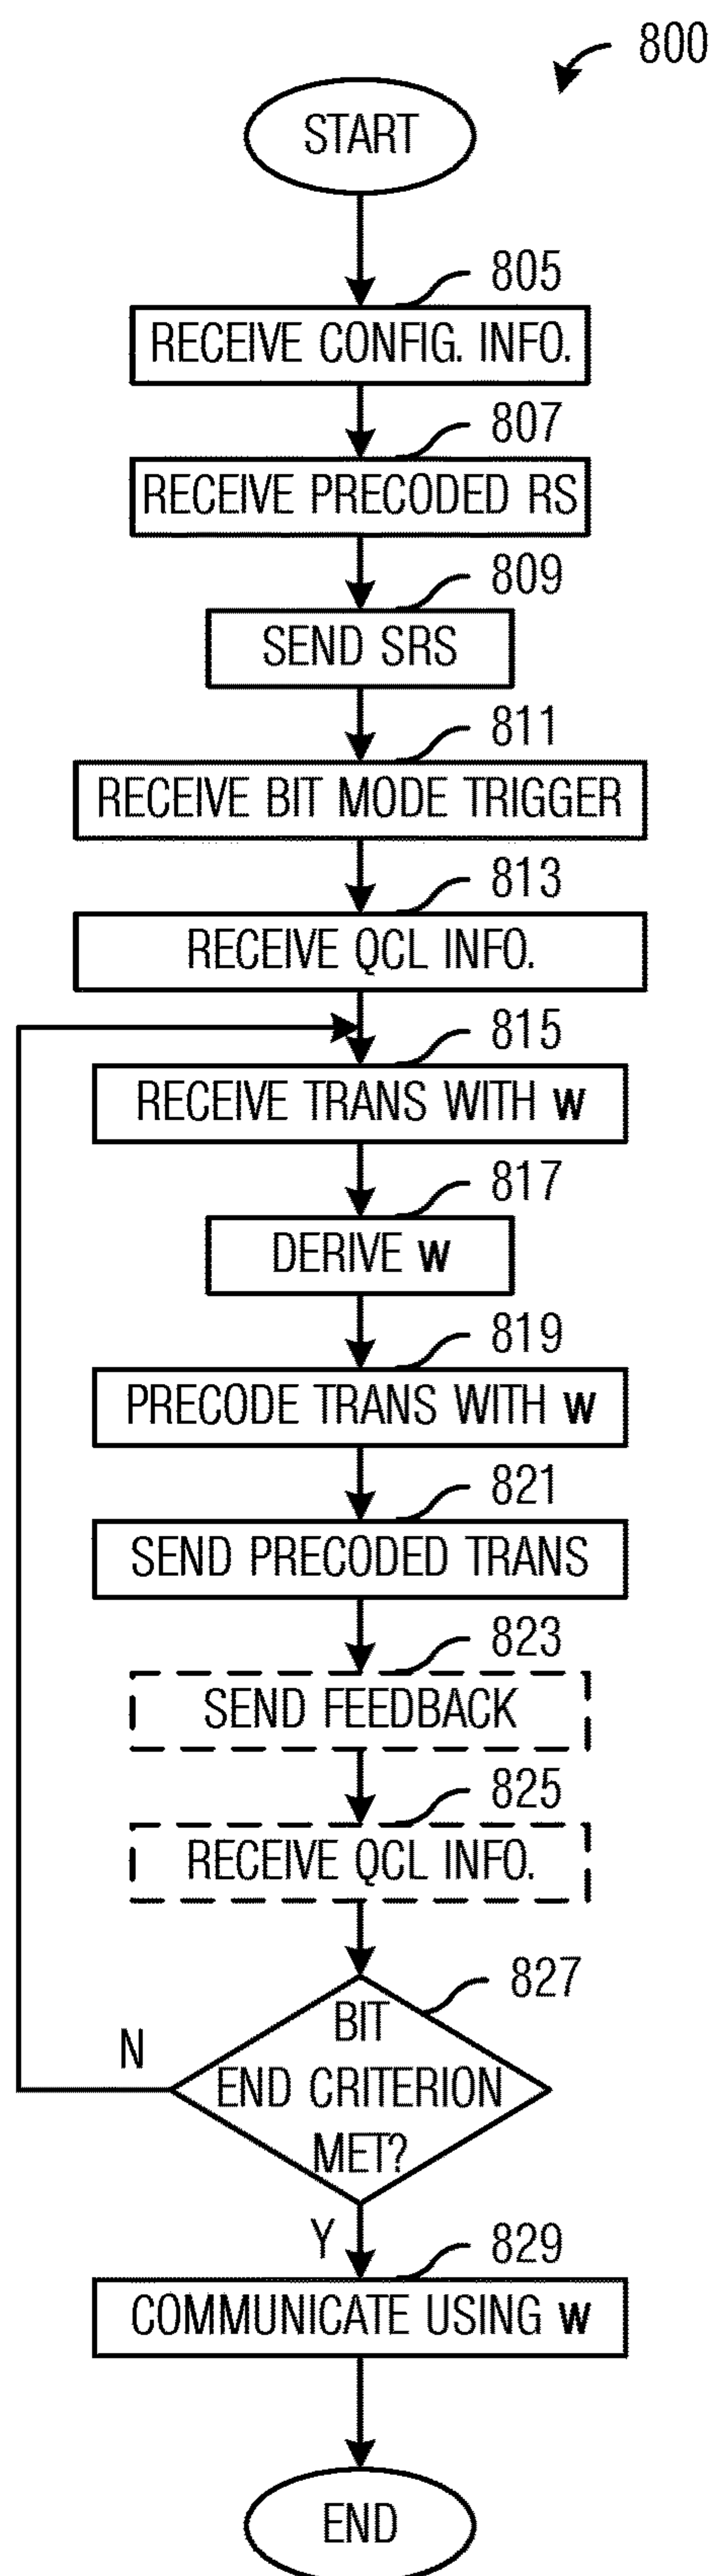 800
START
805
RECEIVE CONFIG. INFO.
807
RECEIVE PRECODED RS
809
SEND SRS
811
RECEIVE BIT MODE TRIGGER
813
RECEIVE QCL INFO.
815
RECEIVE TRANS WITH w
817
DERIVE w
819
PRECODE TRANS WITH w
821
SEND PRECODED TRANS
823
SEND FEEDBACK
825
RECEIVE QCL INFO.
827
BIT
END CRITERION
MET?
N
Y
829
COMMUNICATE USING w
END